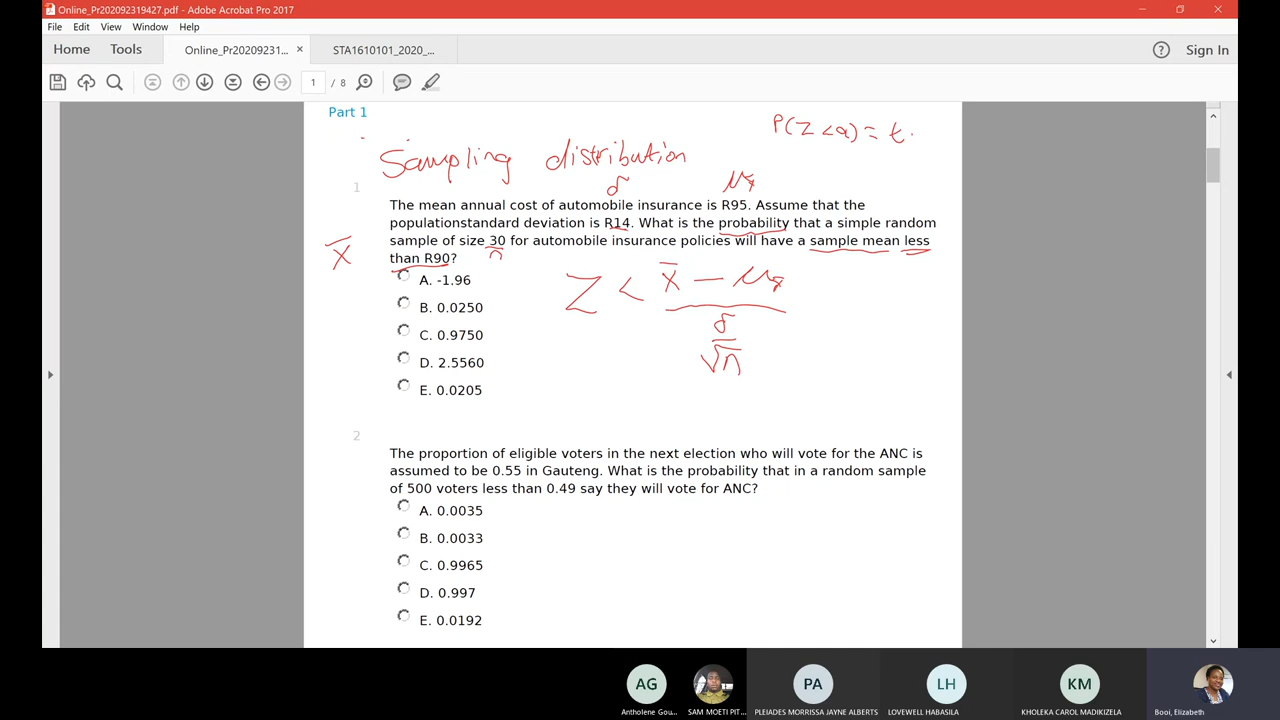 Online_Pr20200923194​27.pdf - Adobe Acrobat Pro 2017
File Edit View Window Help
Home Tools Online_Pr20209231... × STA1610101_2020_... Sign In
1 / 8
Part 1
P(Z <a) = t.
Sampling distribution
σ μx̄
1
The mean annual cost of automobile insurance is R95. Assume that the
populationstandard deviation is R14. What is the probability that a simple random
sample of size 30 for automobile insurance policies will have a sample mean less
n
than R90?
x̄
Z < x̄ - μx̄
σ
√n
A. -1.96
B. 0.0250
C. 0.9750
D. 2.5560
E. 0.0205
2
The proportion of eligible voters in the next election who will vote for the ANC is
assumed to be 0.55 in Gauteng. What is the probability that in a random sample
of 500 voters less than 0.49 say they will vote for ANC?
A. 0.0035
B. 0.0033
C. 0.9965
D. 0.997
E. 0.0192
AG PA LH KM
Antholene Gou... SAM MOETI PIT... PLEIADES MORRISSA JAYNE ALBERTS LOVEWELL HABASILA KHOLEKA CAROL MADIKIZELA Booi, Elizabeth